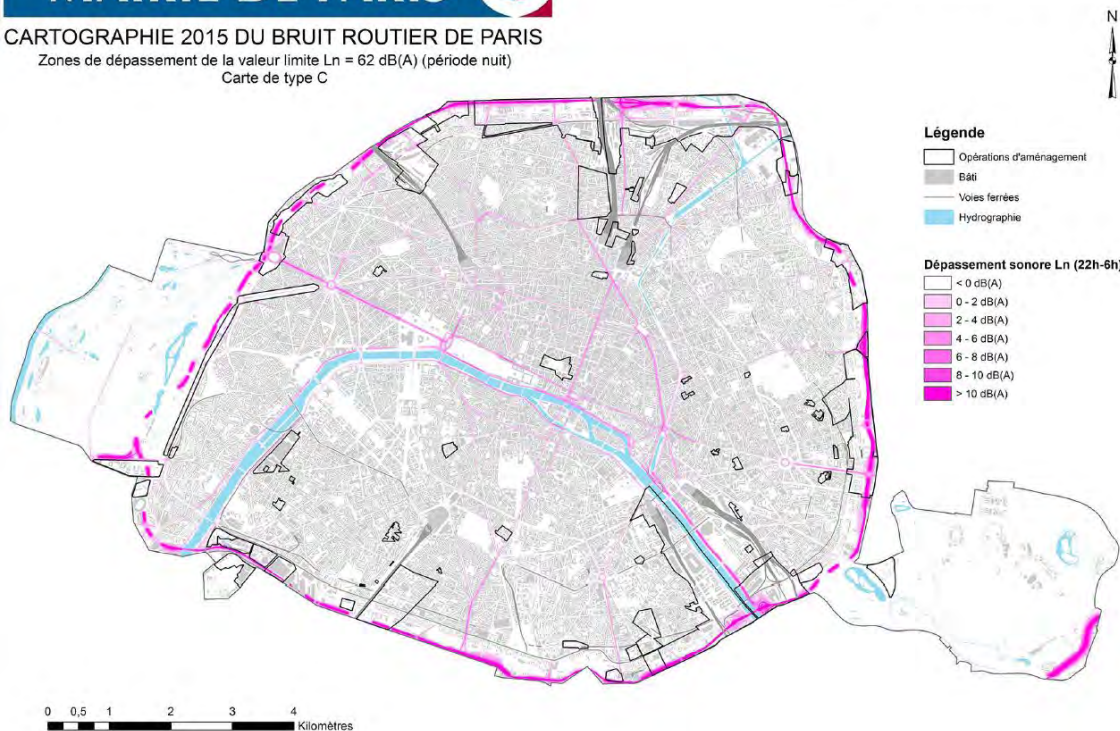 MAIRIE DE PARIS
CARTOGRAPHIE 2015 DU BRUIT ROUTIER DE PARIS
Zones de dépassement de la valeur limite Ln = 62 dB(A) (période nuit)
Carte de type C
N
Légende
Opérations d'aménagement
Bâti
Voies ferrées
Hydrographie
Dépassement sonore Ln (22h-6h)
< 0 dB(A)
0 - 2 dB(A)
2 - 4 dB(A)
4 - 6 dB(A)
6 - 8 dB(A)
8 - 10 dB(A)
> 10 dB(A)
0 0,5 1 2 3 4
Kilomètres